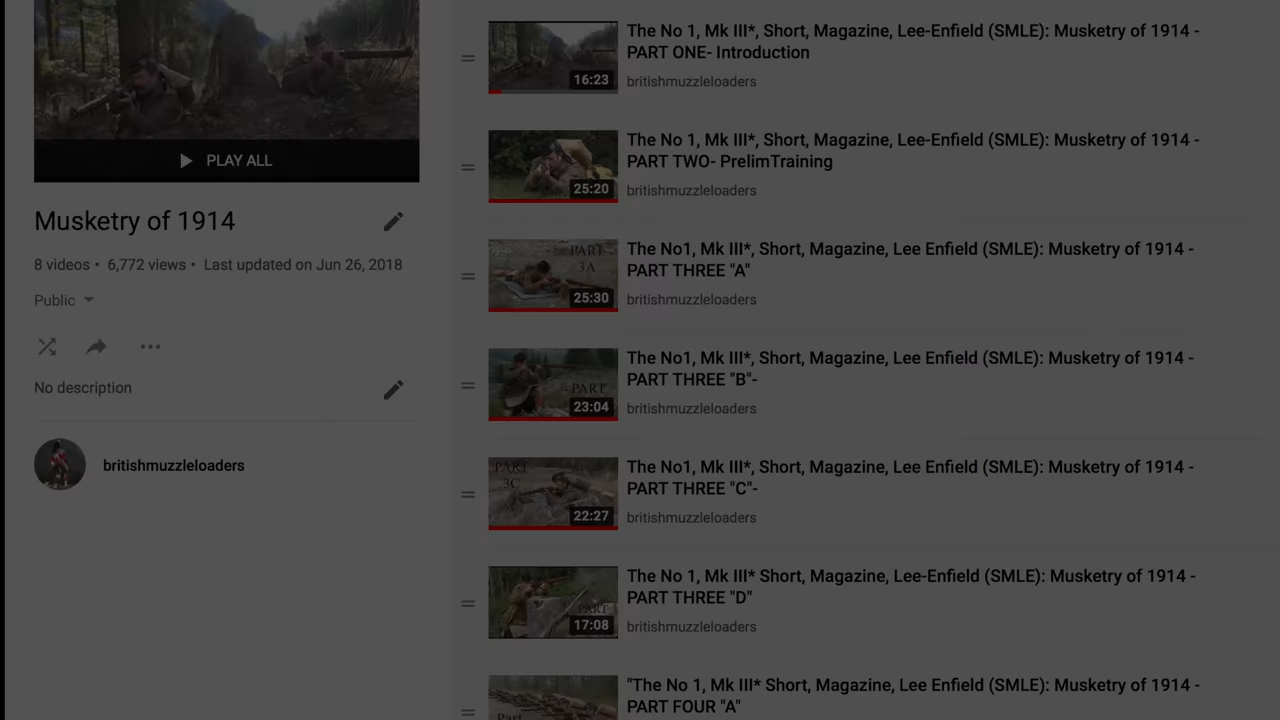 PLAY ALL
Musketry of 1914
8 videos • 6,772 views • Last updated on Jun 26, 2018
Public
No description
britishmuzzleloaders
16:23
The No 1, Mk III*, Short, Magazine, Lee-Enfield (SMLE): Musketry of 1914 -
PART ONE- Introduction
britishmuzzleloaders
25:20
The No 1, Mk III*, Short, Magazine, Lee-Enfield (SMLE): Musketry of 1914 -
PART TWO- PrelimTraining
britishmuzzleloaders
PART
3A
25:30
The No1, Mk III*, Short, Magazine, Lee Enfield (SMLE): Musketry of 1914 -
PART THREE "A"
britishmuzzleloaders
PART
23:04
The No1, Mk III*, Short, Magazine, Lee Enfield (SMLE): Musketry of 1914 -
PART THREE "B"-
britishmuzzleloaders
PART
3C
22:27
The No1, Mk III*, Short, Magazine, Lee Enfield (SMLE): Musketry of 1914 -
PART THREE "C"-
britishmuzzleloaders
PART
17:08
The No 1, Mk III* Short, Magazine, Lee-Enfield (SMLE): Musketry of 1914 -
PART THREE "D"
britishmuzzleloaders
Part
"The No 1, Mk III* Short, Magazine, Lee Enfield (SMLE): Musketry of 1914 -
PART FOUR "A"